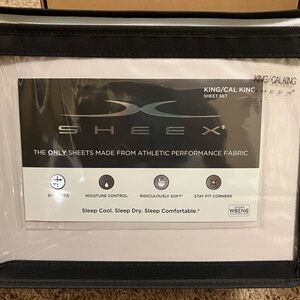 KING/CAL KING
SHEET SET
KING/CAL KING
SHEEX®
THE ONLY SHEETS MADE FROM ATHLETIC PERFORMANCE FABRIC
MOISTURE CONTROL
RIDICULOUSLY SOFT
STAY FIT CORNERS
Sleep Cool. Sleep Dry. Sleep Comfortable.®
WBENC